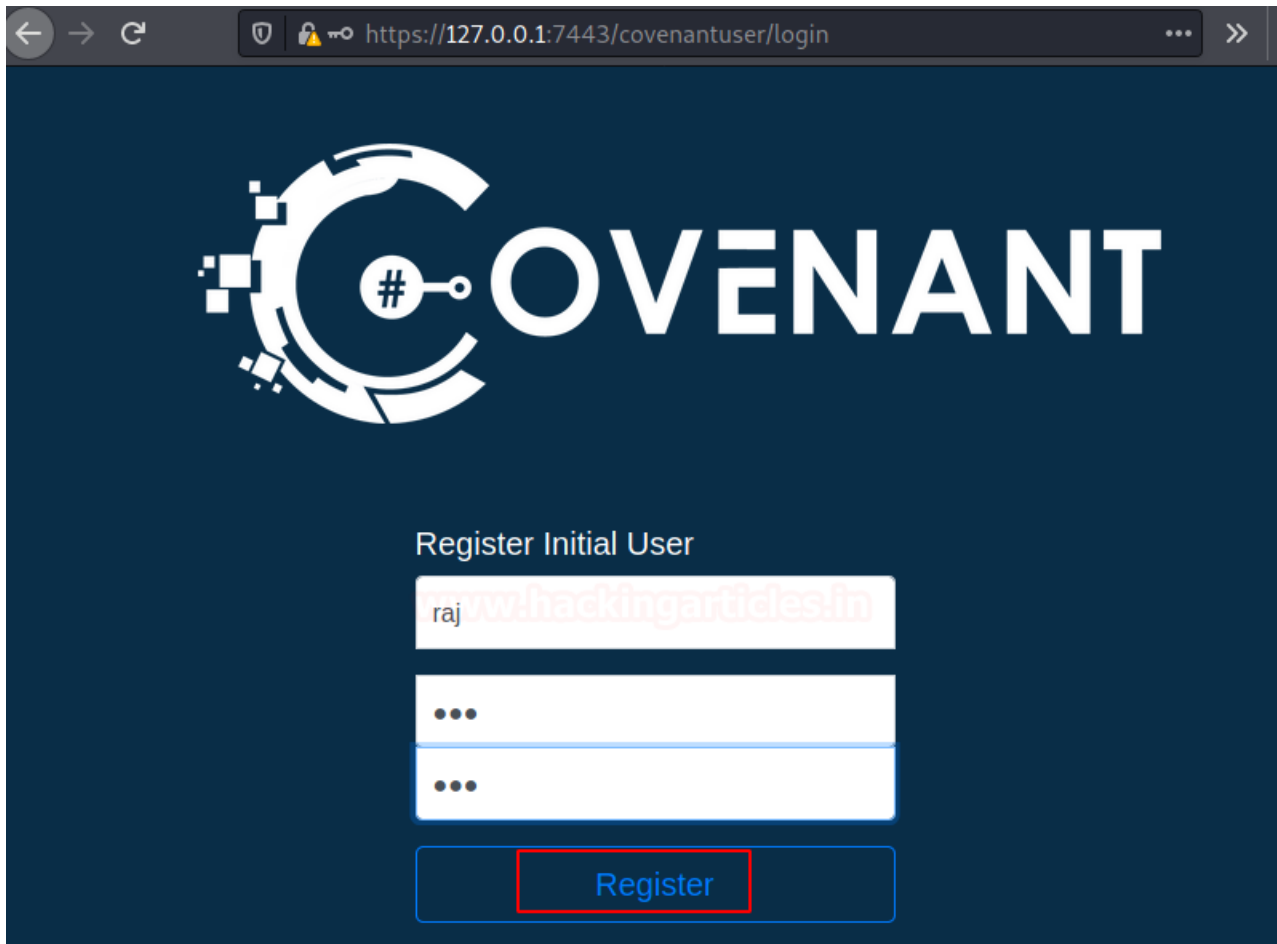 https://127.0.0.1:7443/covenantuser/login
#
COVENANT
Register Initial User
www.hackingarticles.in
raj
•••
•••
Register